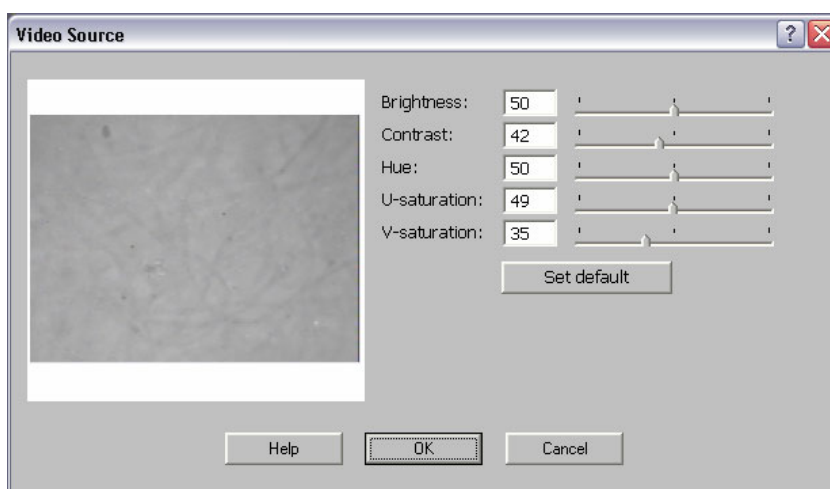 Video Source
Brightness: 50
Contrast: 42
Hue: 50
U-saturation: 49
V-saturation: 35
Set default
Help OK Cancel